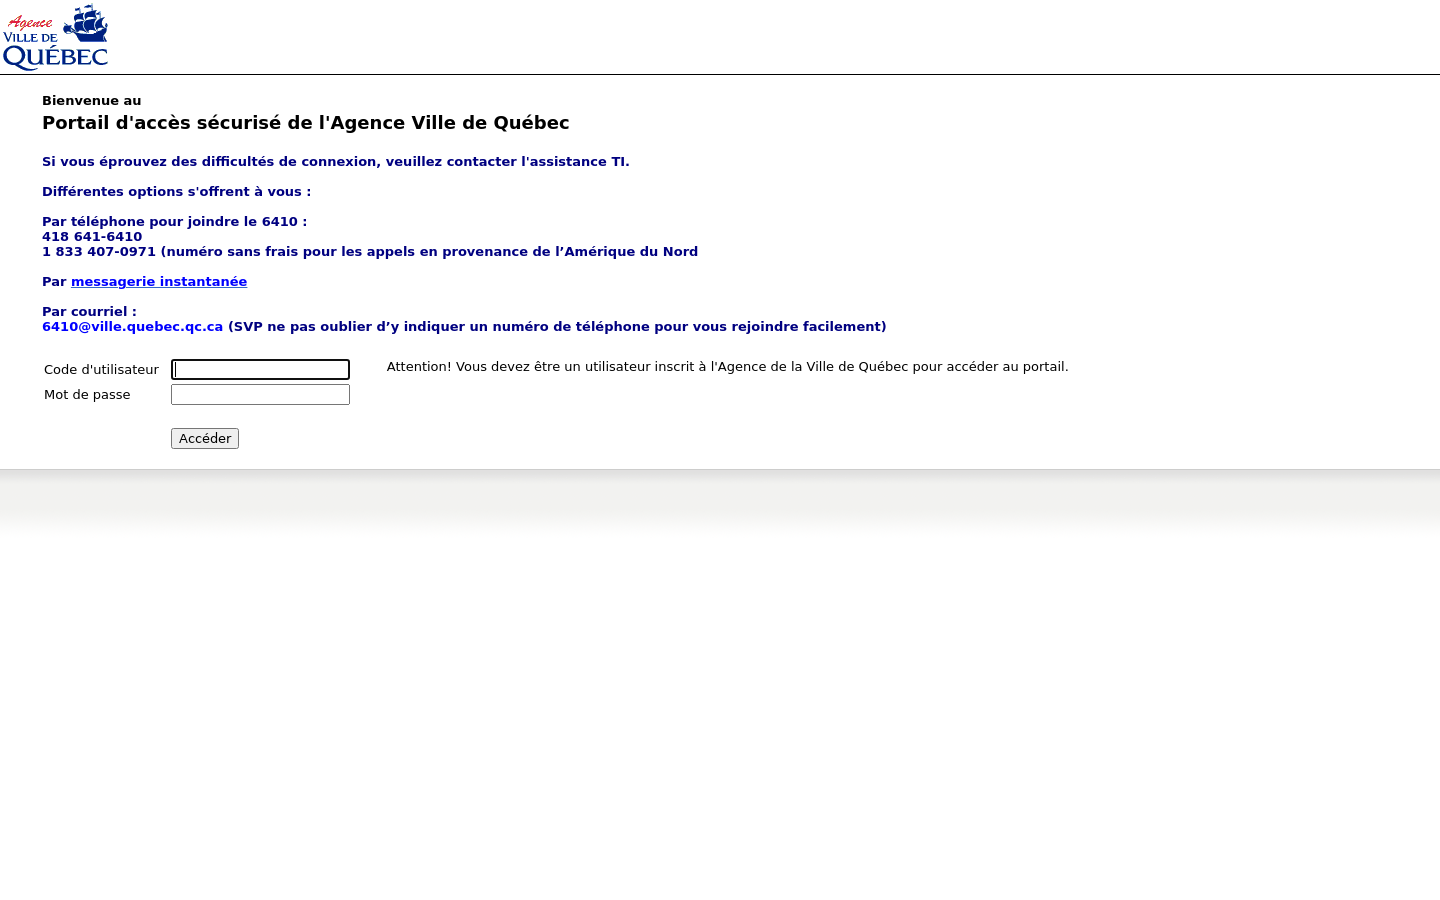 Agence
VILLE DE
QUÉBEC
Bienvenue au
Portail d'accès sécurisé de l'Agence Ville de Québec
Si vous éprouvez des difficultés de connexion, veuillez contacter l'assistance TI.
Différentes options s'offrent à vous :
Par téléphone pour joindre le 6410 :
418 641-6410
1 833 407-0971 (numéro sans frais pour les appels en provenance de l’Amérique du Nord
Par messagerie instantanée
Par courriel :
6410@ville.quebec.qc.ca (SVP ne pas oublier d’y indiquer un numéro de téléphone pour vous rejoindre facilement)
Code d'utilisateur
Attention! Vous devez être un utilisateur inscrit à l'Agence de la Ville de Québec pour accéder au portail.
Mot de passe
Accéder